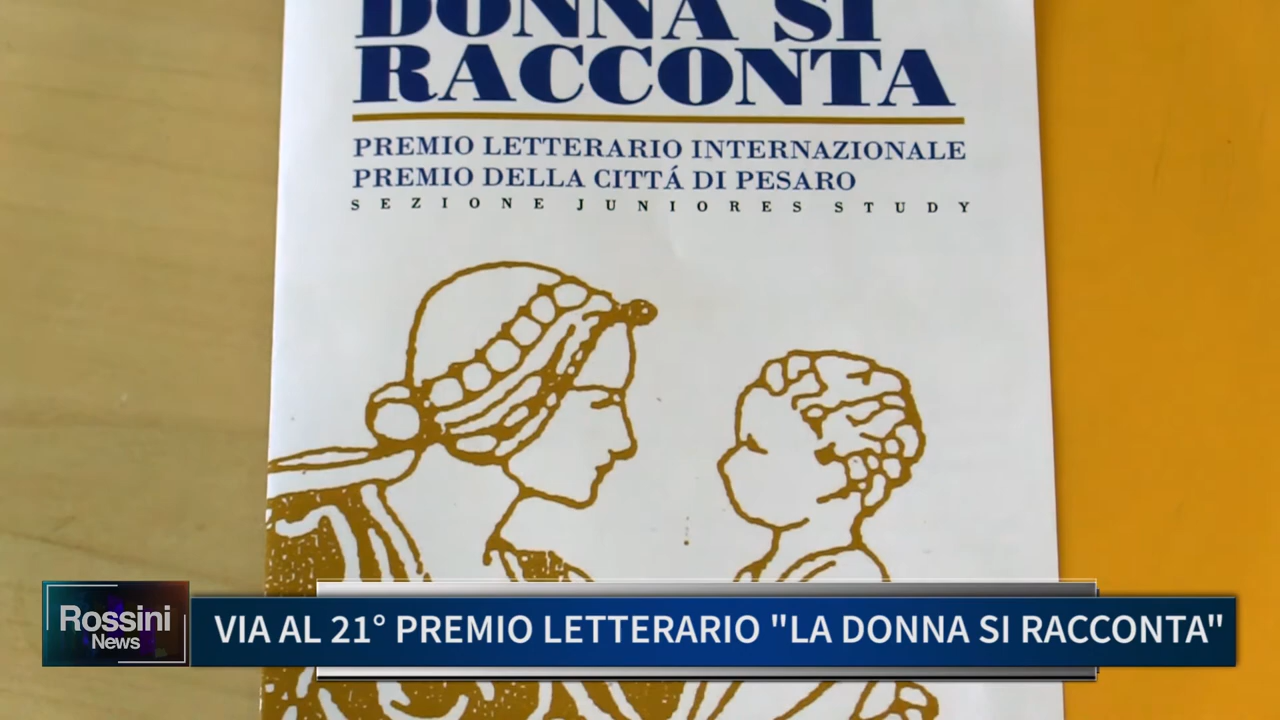 DONNA SI
RACCONTA
PREMIO LETTERARIO INTERNAZIONALE
PREMIO DELLA CITTÁ DI PESARO
SEZIONE JUNIORES STUDY
Rossini
News
VIA AL 21° PREMIO LETTERARIO "LA DONNA SI RACCONTA"